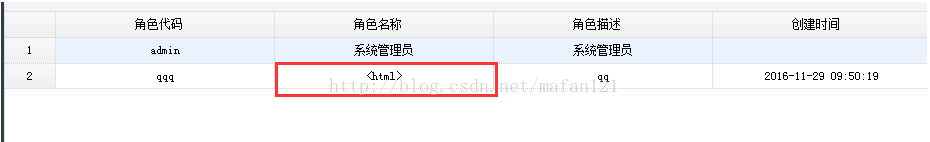 角色代码 角色名称 角色描述 创建时间
1 admin 系统管理员 系统管理员
2 qqq <html> qq 2016-11-29 09:50:19
http://blog.csdn.net/mafan121